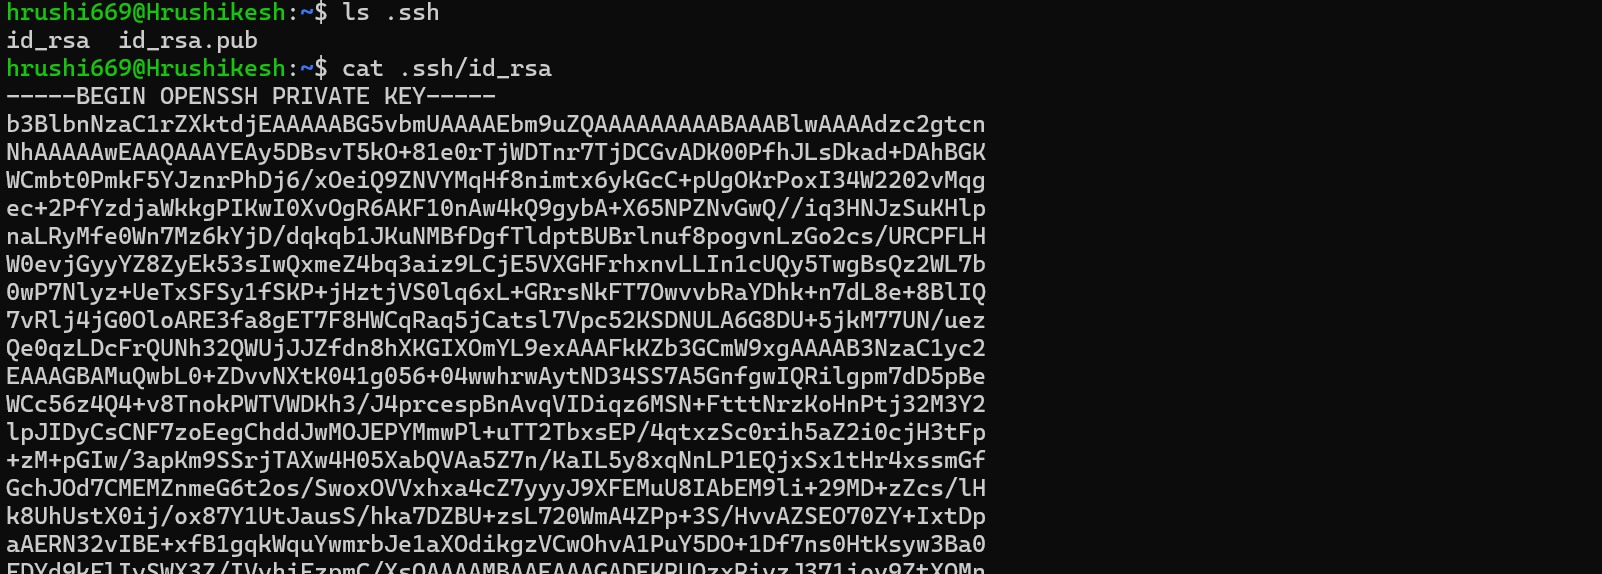 hrushi669@Hrushikesh:~$ ls .ssh
id_rsa  id_rsa.pub
hrushi669@Hrushikesh:~$ cat .ssh/id_rsa
-----BEGIN OPENSSH PRIVATE KEY-----
b3BlbnNzaC1rZXktdjEAAAAABG5vbmUAAAAEbm9uZQAAAAAAAAABAAABlwAAAAdzc2gtcn
NhAAAAAwEAAQAAAYEAy5DBsvT5kO+81e0rTjWDTnr7TjDCGvADK00PfhJLsDkad+DAhBGK
WCmbt0PmkF5YJznrPhDj6/xOeiQ9ZNVYMqHf8nimtx6ykGcC+pUgOKrPoxI34W2202vMqg
ec+2PfYzdjaWkkgPIKwI0XvOgR6AKF10nAw4kQ9gybA+X65NPZNvGwQ//iq3HNJzSuKHlp
naLRyMfe0Wn7Mz6kYjD/dqkqb1JKuNMBfDgfTldptBUBrlnuf8pogvnLzGo2cs/URCPFLH
W0evjGyyYZ8ZyEk53sIwQxmeZ4bq3aiz9LCjE5VXGHFrhxnvLLIn1cUQy5TwgBsQz2WL7b
0wP7Nlyz+UeTxSFSy1fSKP+jHztjVS0lq6xL+GRrsNkFT7OwvvbRaYDhk+n7dL8e+8BlIQ
7vRlj4jG0OloARE3fa8gET7F8HWCqRaq5jCatsl7Vpc52KSDNULA6G8DU+5jkM77UN/uez
Qe0qzLDcFrQUNh32QWUjJJZfdn8hXKGIXOmYL9exAAAFkKZb3GCmW9xgAAAAB3NzaC1yc2
EAAAGBAMuQwbL0+ZDvvNXtK041g056+04wwhrwAytND34SS7A5GnfgwIQRilgpm7dD5pBe
WCc56z4Q4+v8TnokPWTVWDKh3/J4prcespBnAvqVIDiqz6MSN+FtttNrzKoHnPtj32M3Y2
lpJIDyCsCNF7zoEegChddJwMOJEPYMmwPl+uTT2TbxsEP/4qtxzSc0rih5aZ2i0cjH3tFp
+zM+pGIw/3apKm9SSrjTAXw4H05XabQVAa5Z7n/KaIL5y8xqNnLP1EQjxSx1tHr4xssmGf
GchJOd7CMEMZnmeG6t2os/SwoxOVVxhxa4cZ7yyyJ9XFEMuU8IAbEM9li+29MD+zZcs/lH
k8UhUstX0ij/ox87Y1UtJausS/hka7DZBU+zsL720WmA4ZPp+3S/HvvAZSEO70ZY+IxtDp
aAERN32vIBE+xfB1gqkWquYwmrbJe1aXOdikgzVCwOhvA1PuY5DO+1Df7ns0HtKsyw3Ba0